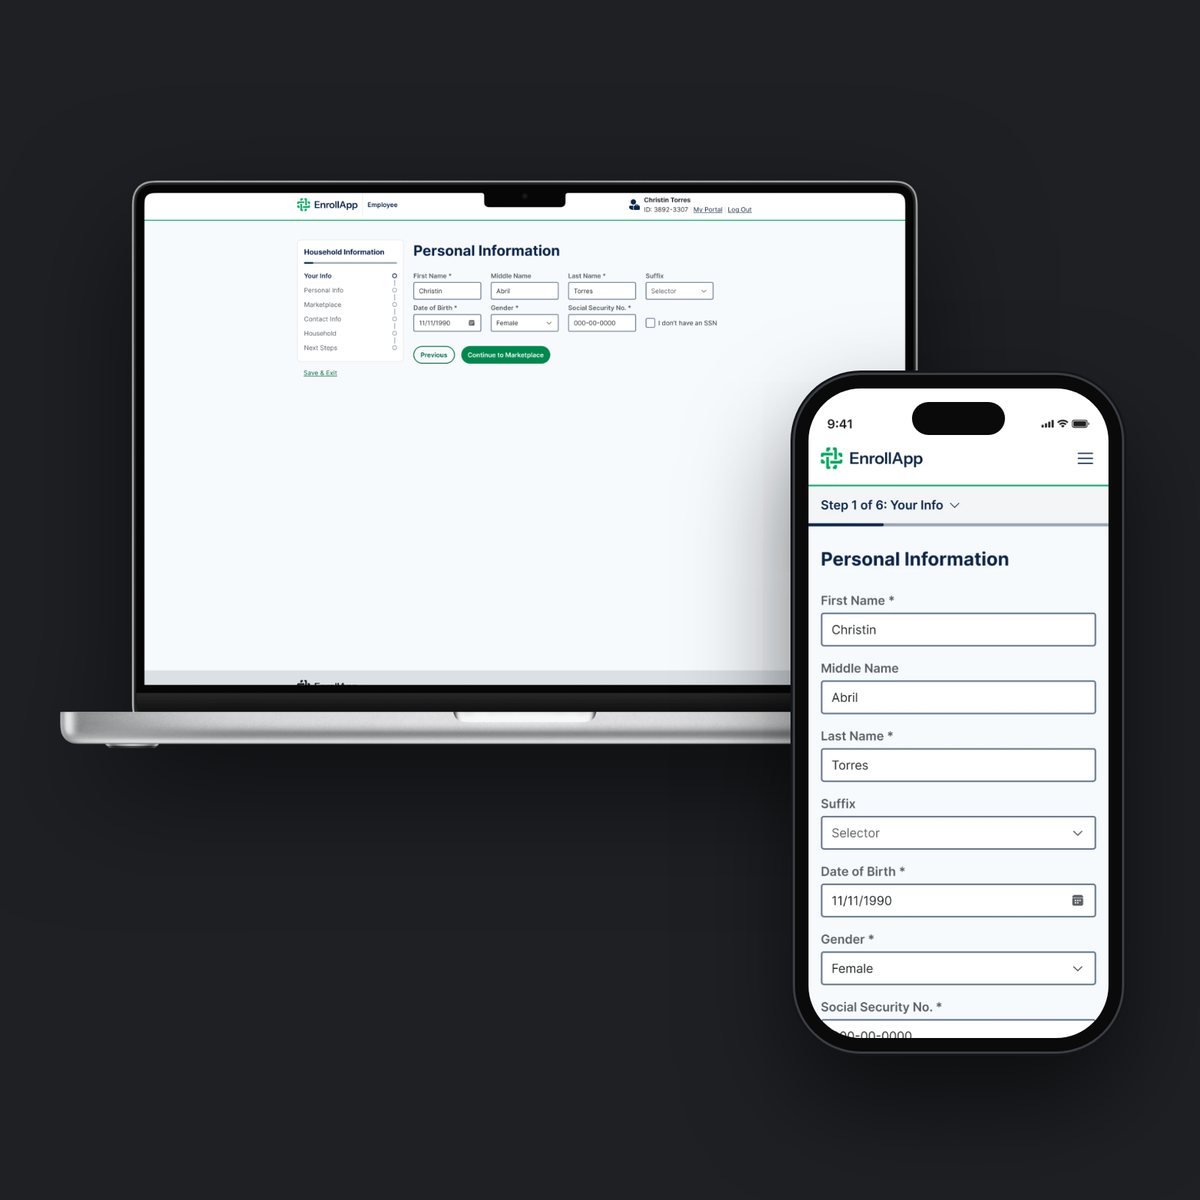 EnrollApp Employee
Christin Torres
ID: 3892-3307 My Portal Log Out
Household Information
Your Info
Personal Info
Marketplace
Contact Info
Household
Next Steps
Save & Exit
Personal Information
First Name * Middle Name Last Name * Suffix
Christin Abril Torres Selector
Date of Birth * Gender * Social Security No. *
11/11/1990 Female 000-00-0000 I don't have an SSN
Previous Continue to Marketplace
EnrollApp
9:41
EnrollApp
Step 1 of 6: Your Info
Personal Information
First Name *
Christin
Middle Name
Abril
Last Name *
Torres
Suffix
Selector
Date of Birth *
11/11/1990
Gender *
Female
Social Security No. *
00-00-0000